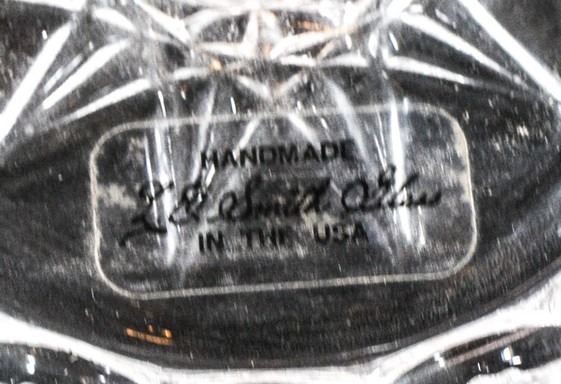 HANDMADE
L E Smith Glass
IN THE USA